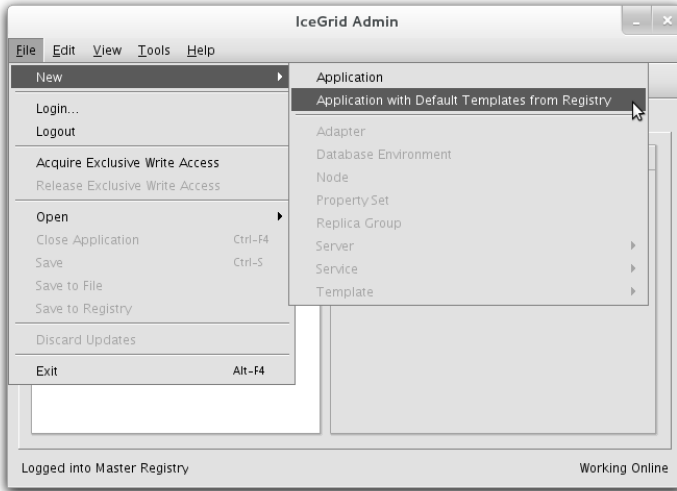 IceGrid Admin
File Edit View Tools Help
New
Application
Application with Default Templates from Registry
Login...
Logout
Adapter
Database Environment
Acquire Exclusive Write Access
Node
Release Exclusive Write Access
Property Set
Open
Replica Group
Close Application Ctrl-F4
Server
Save Ctrl-S
Service
Save to File
Template
Save to Registry
Discard Updates
Exit Alt-F4
Logged into Master Registry
Working Online